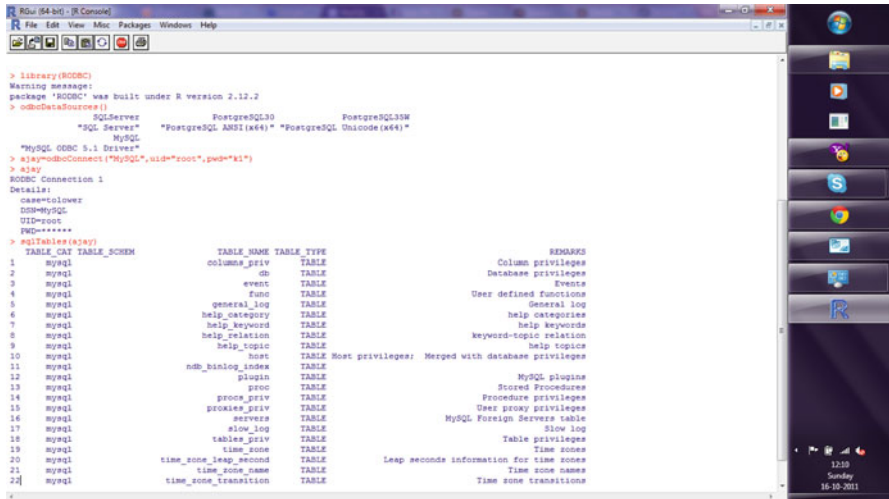 RGui (64-bit) - [R Console]
File Edit View Misc Packages Windows Help
> library(RODBC)
Warning message:
package 'RODBC' was built under R version 2.12.2
> odbcDataSources()
SQLServer PostgreSQL30 PostgreSQL35W
"SQL Server" "PostgreSQL ANSI(x64)" "PostgreSQL Unicode(x64)"
MySQL
"MySQL ODBC 5.1 Driver"
> ajay=odbcConnect("MySQL",uid="root",pwd="k1")
> ajay
RODBC Connection 1
Details:
case=tolower
DSN=MySQL
UID=root
PWD=******
> sqlTables(ajay)
TABLE_CAT TABLE_SCHEM TABLE_NAME TABLE_TYPE REMARKS
1 mysql columns_priv TABLE Column privileges
2 mysql db TABLE Database privileges
3 mysql event TABLE Events
4 mysql func TABLE User defined functions
5 mysql general_log TABLE General log
6 mysql help_category TABLE help categories
7 mysql help_keyword TABLE help keywords
8 mysql help_relation TABLE keyword-topic relation
9 mysql help_topic TABLE help topics
10 mysql host TABLE Host privileges; Merged with database privileges
11 mysql ndb_binlog_index TABLE
12 mysql plugin TABLE MySQL plugins
13 mysql proc TABLE Stored Procedures
14 mysql procs_priv TABLE Procedure privileges
15 mysql proxies_priv TABLE User proxy privileges
16 mysql servers TABLE MySQL Foreign Servers table
17 mysql slow_log TABLE Slow log
18 mysql tables_priv TABLE Table privileges
19 mysql time_zone TABLE Time zones
20 mysql time_zone_leap_second TABLE Leap seconds information for time zones
21 mysql time_zone_name TABLE Time zone names
22 mysql time_zone_transition TABLE Time zone transitions
12:10
Sunday
16-10-2011